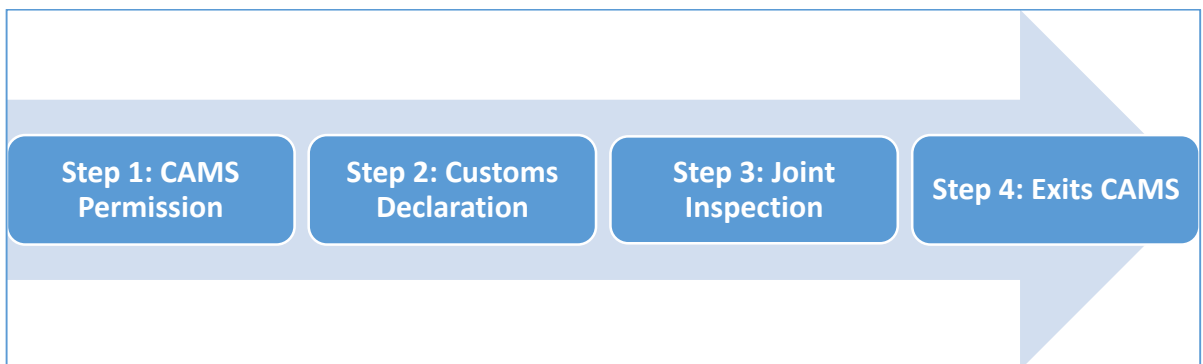 Step 1: CAMS
Permission
Step 2: Customs
Declaration
Step 3: Joint
Inspection
Step 4: Exits CAMS